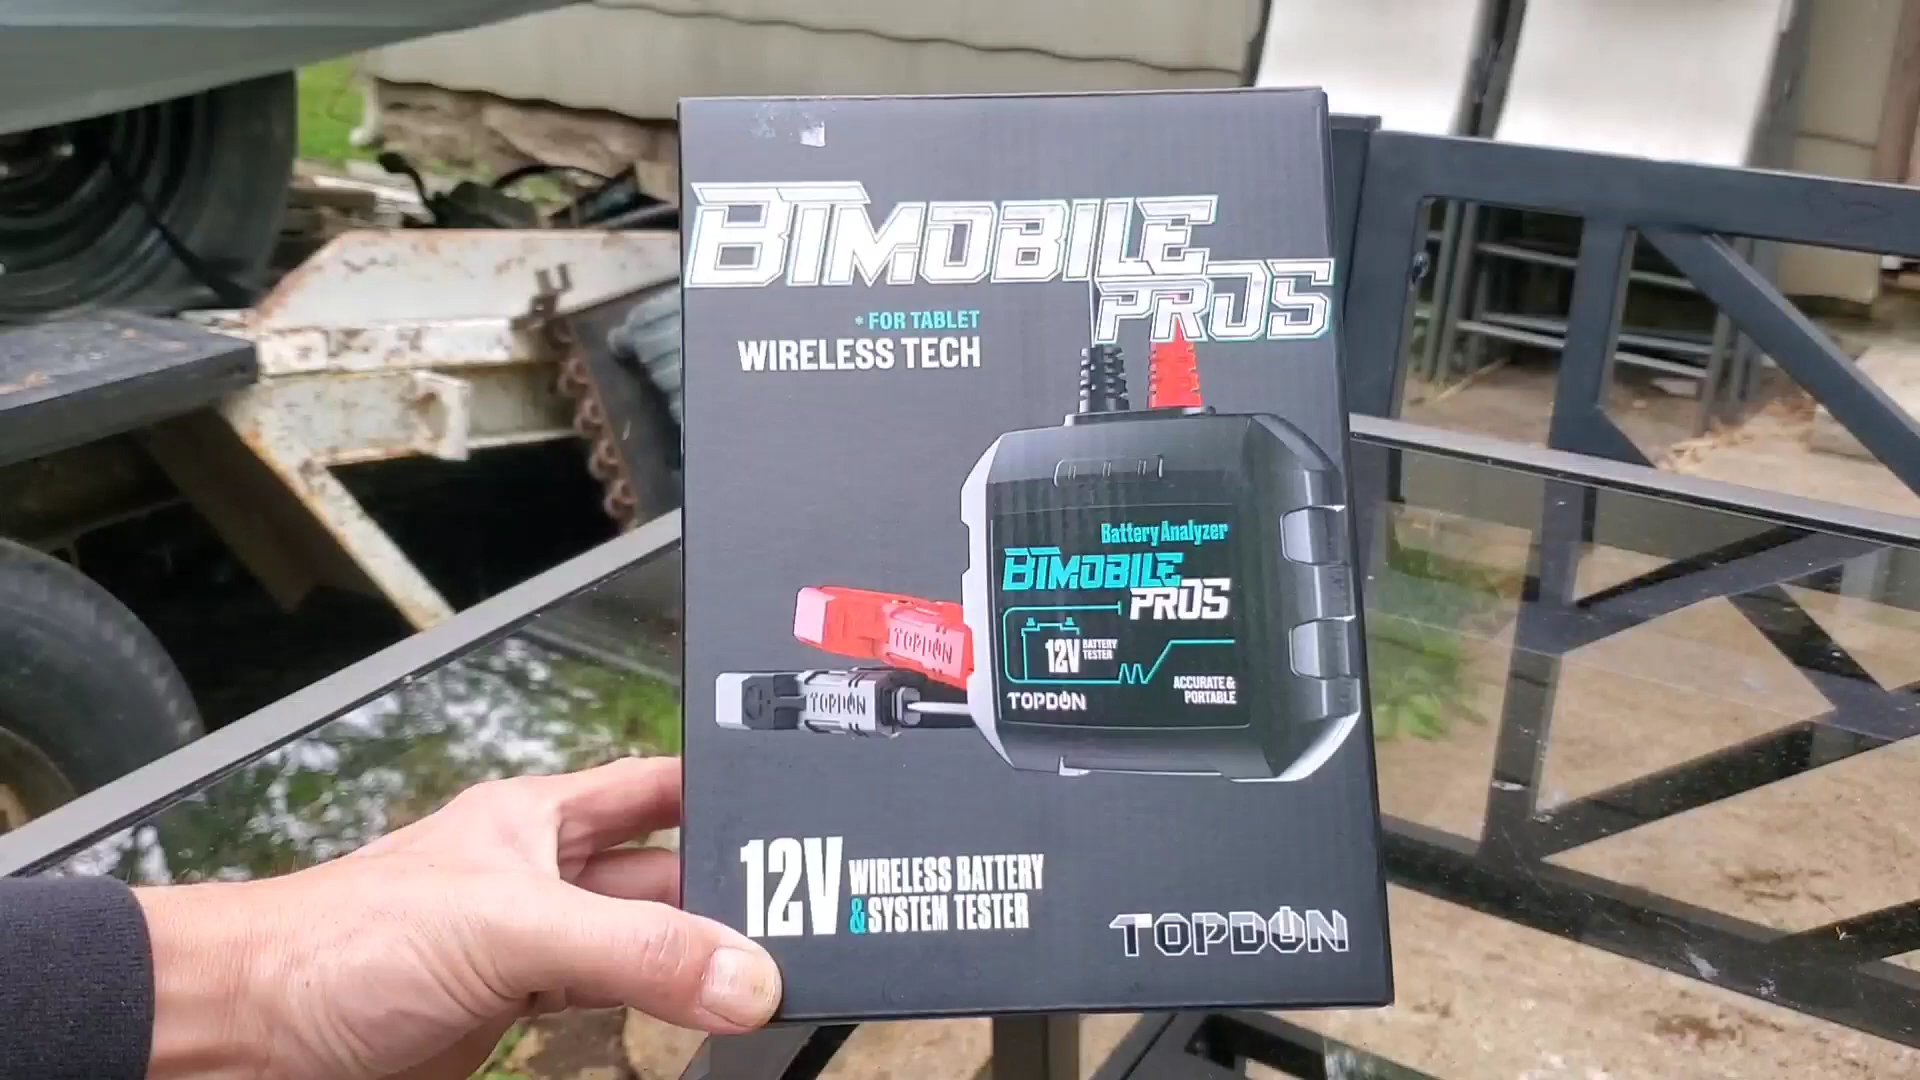 BTMOBILE
PROS
* FOR TABLET
WIRELESS TECH
Battery Analyzer
BTMOBILE
PROS
12V BATTERY
TESTER
ACCURATE &
PORTABLE
TOPDON
TOPDON
TOPDON
12V WIRELESS BATTERY
& SYSTEM TESTER
TOPDON